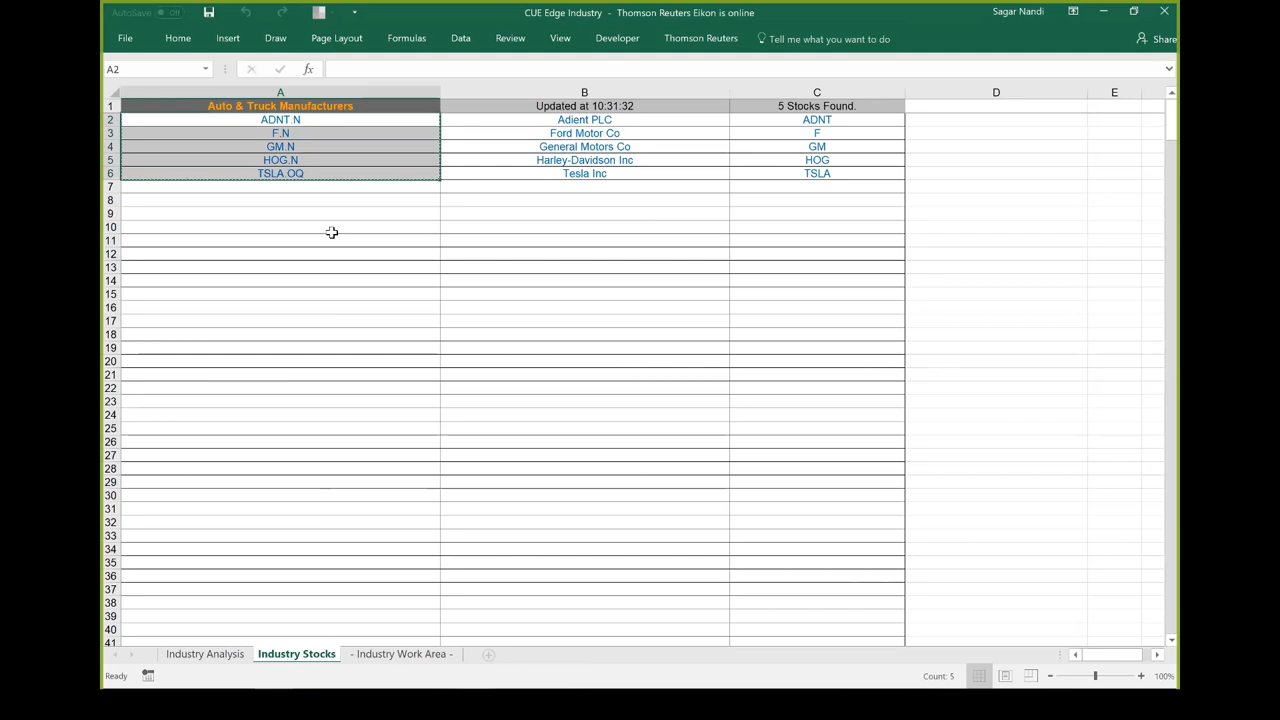 AutoSave Off
CUE Edge Industry - Thomson Reuters Eikon is online
Sagar Nandi
File Home Insert Draw Page Layout Formulas Data Review View Developer Thomson Reuters Tell me what you want to do Share
A2 fx
A B C D E
1 Auto & Truck Manufacturers Updated at 10:31:32 5 Stocks Found.
2 ADNT.N Adient PLC ADNT
3 F.N Ford Motor Co F
4 GM.N General Motors Co GM
5 HOG.N Harley-Davidson Inc HOG
6 TSLA.OQ Tesla Inc TSLA
7
8
9
10
11
12
13
14
15
16
17
18
19
20
21
22
23
24
25
26
27
28
29
30
31
32
33
34
35
36
37
38
39
40
41
Industry Analysis Industry Stocks - Industry Work Area -
Ready Count: 5 100%